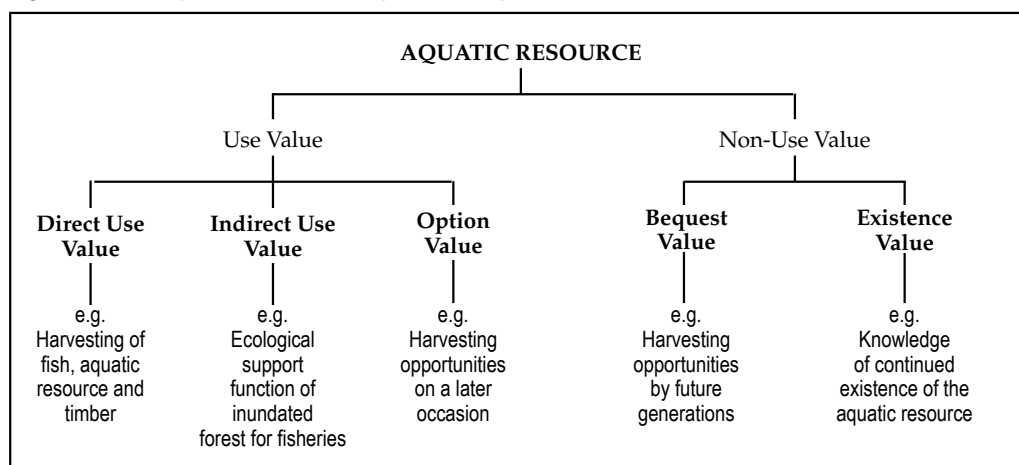 AQUATIC RESOURCE
Use Value
Non-Use Value
Direct Use
Value
Indirect Use
Value
Option
Value
Bequest
Value
Existence
Value
e.g.
Harvesting of
fish, aquatic
resource and
timber
e.g.
Ecological
support
function of
inundated
forest for fisheries
e.g.
Harvesting
opportunities
on a later
occasion
e.g.
Harvesting
opportunities
by future
generations
e.g.
Knowledge
of continued
existence of the
aquatic resource